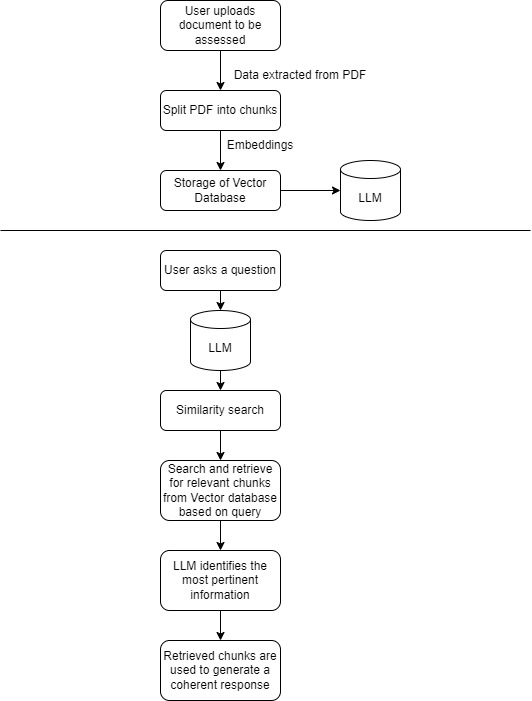 User uploads
document to be
assessed
Data extracted from PDF
Split PDF into chunks
Embeddings
Storage of Vector
Database
LLM
User asks a question
LLM
Similarity search
Search and retrieve
for relevant chunks
from Vector database
based on query
LLM identifies the
most pertinent
information
Retrieved chunks are
used to generate a
coherent response